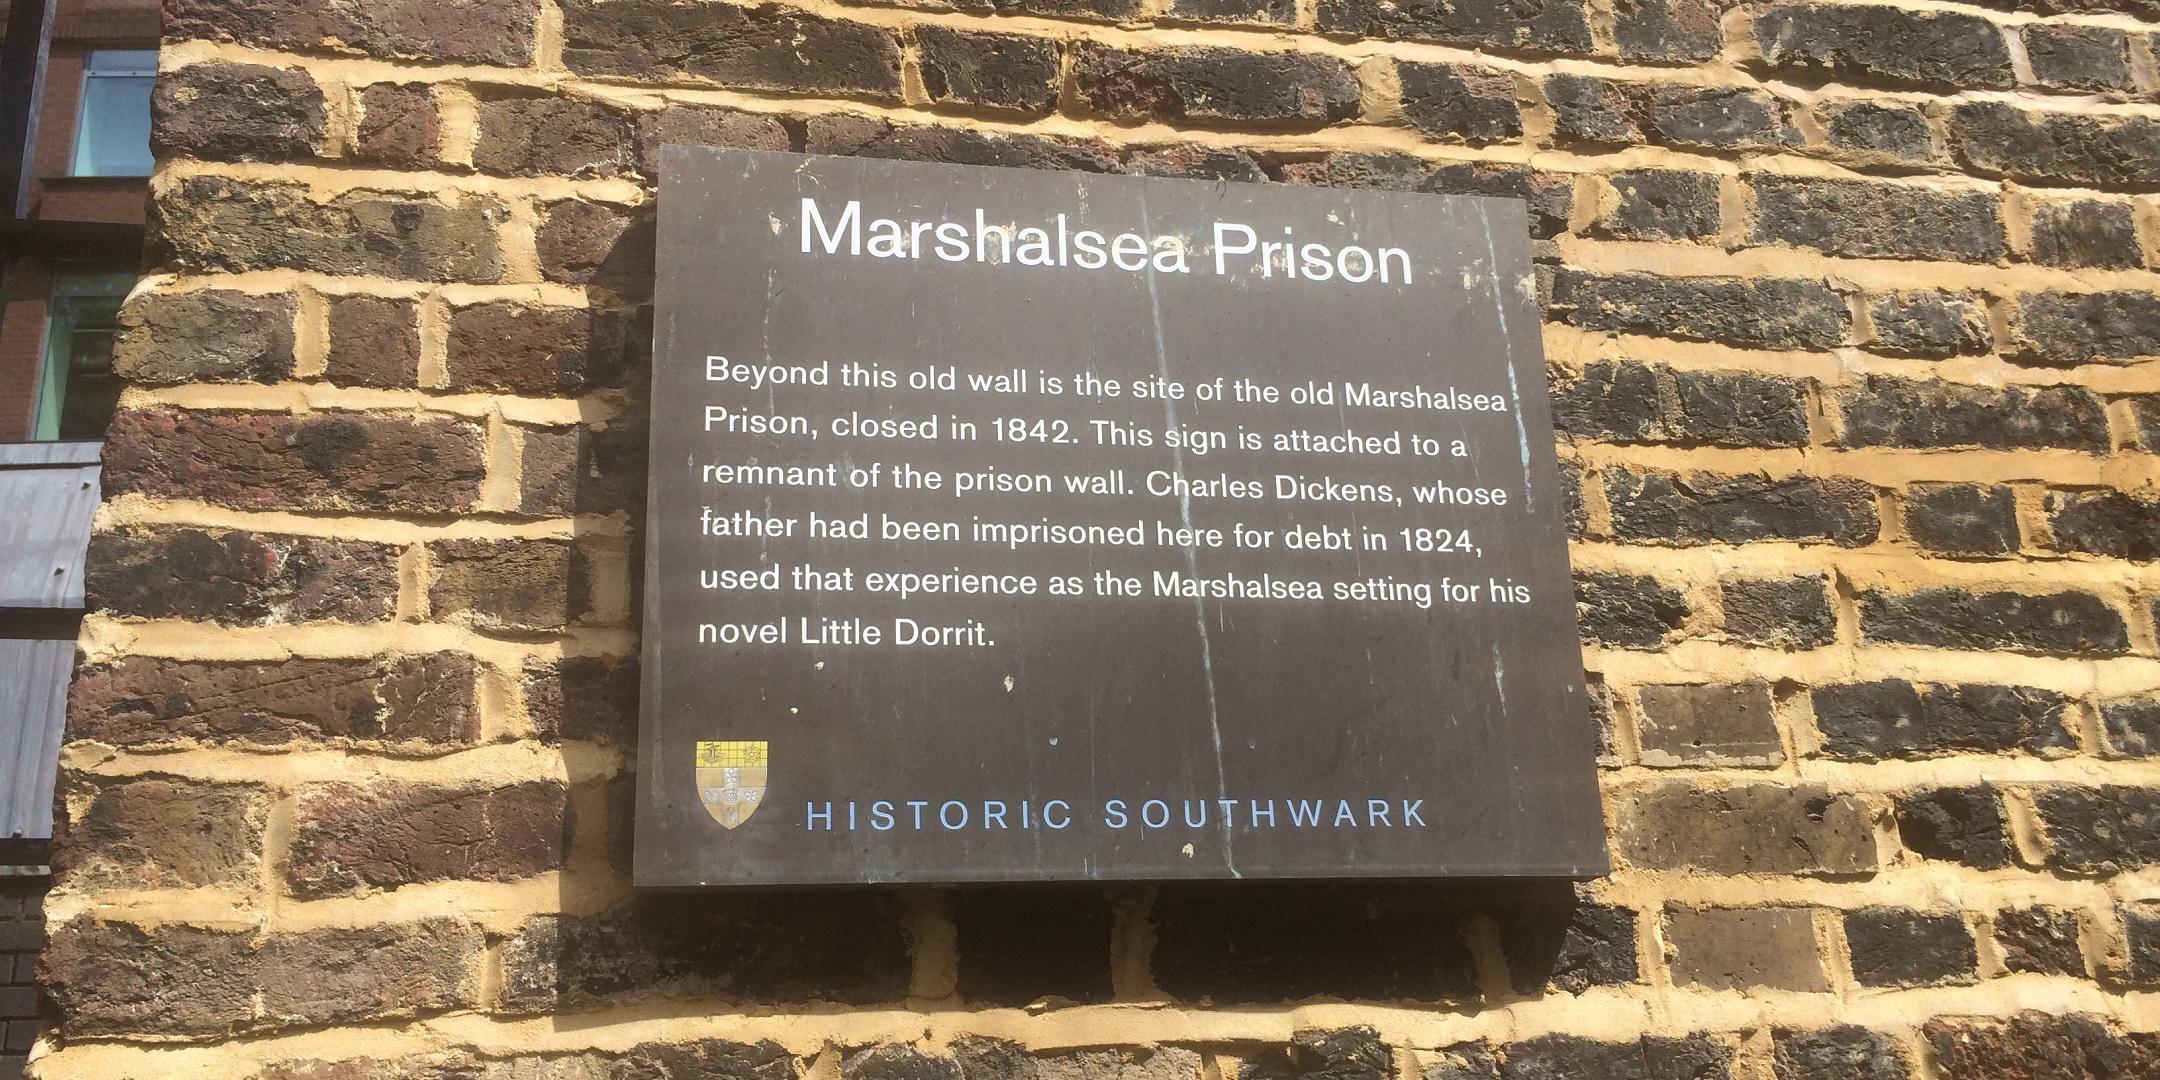 Marshalsea Prison
Beyond this old wall is the site of the old Marshalsea
Prison, closed in 1842. This sign is attached to a
remnant of the prison wall. Charles Dickens, whose
father had been imprisoned here for debt in 1824,
used that experience as the Marshalsea setting for his
novel Little Dorrit.
HISTORIC SOUTHWARK